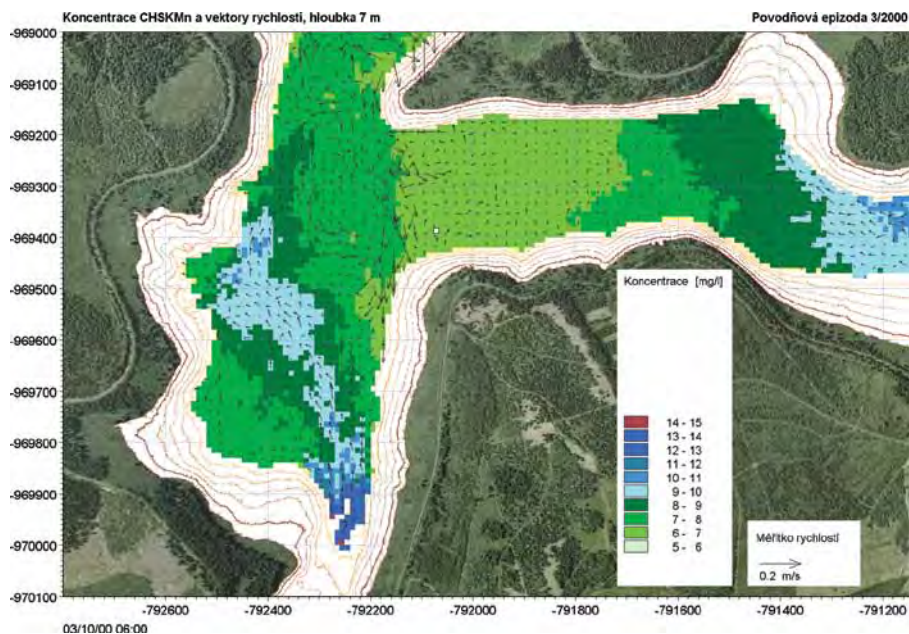 Koncentrace CHSKMn a vektory rychlosti, hloubka 7 m
Povodňová epizoda 3/2000
-969000
-969100
-969200
-969300
-969400
-969500
-969600
-969700
-969800
-969900
-970000
-970100
Koncentrace [mg/l]
14 - 15
13 - 14
12 - 13
11 - 12
10 - 11
9 - 10
8 - 9
7 - 8
6 - 7
5 - 6
Měřítko rychlostí
0.2 m/s
-792600
-792400
-792200
-792000
-791800
-791600
-791400
-791200
03/10/00 06:00